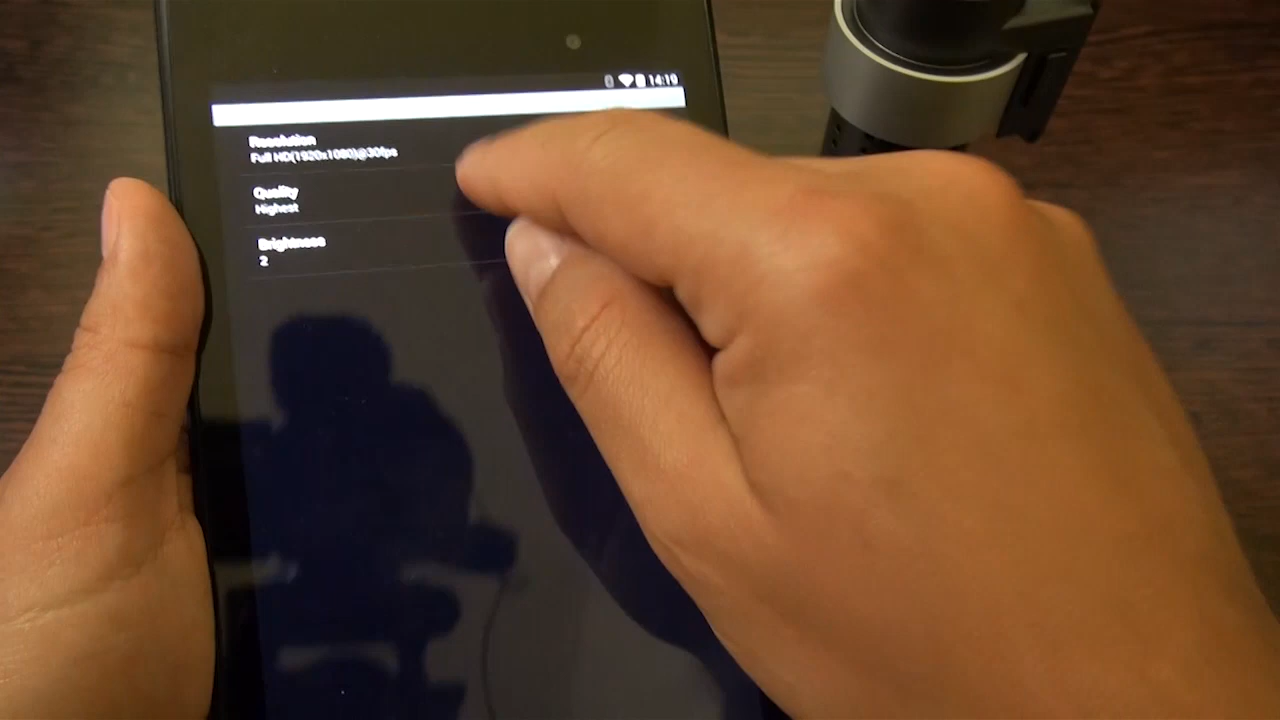 14:19
Resolution
Full HD(1920x1080)@30fps
Quality
Highest
Brightness
2